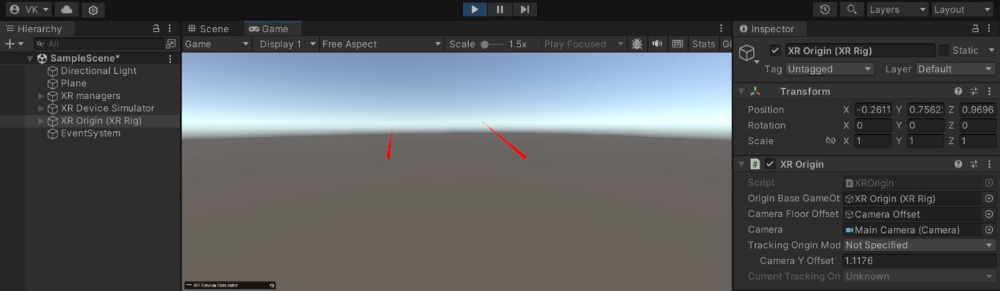 VK
Layers
Layout
Hierarchy
All
SampleScene*
Directional Light
Plane
XR managers
XR Device Simulator
XR Origin (XR Rig)
EventSystem
Scene
Game
Game
Display 1
Free Aspect
Scale
1.5x
Play Focused
Stats
Gi
XR Device Simulator
Inspector
XR Origin (XR Rig)
Static
Tag Untagged
Layer Default
Transform
Position X -0.2611 Y 0.7562 Z 0.9696
Rotation X 0 Y 0 Z 0
Scale X 1 Y 1 Z 1
XR Origin
Script XROrigin
Origin Base GameOb XR Origin (XR Rig)
Camera Floor Offset Camera Offset
Camera Main Camera (Camera)
Tracking Origin Mod Not Specified
Camera Y Offset 1.1176
Current Tracking Ori Unknown